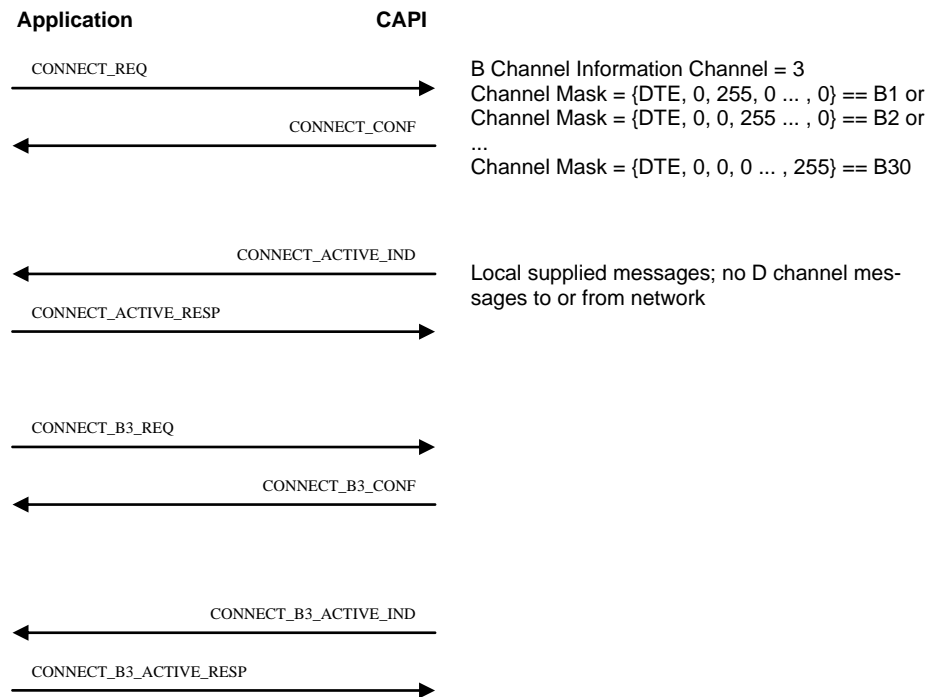 Application CAPI
CONNECT_REQ
B Channel Information Channel = 3
Channel Mask = {DTE, 0, 255, 0 ... , 0} == B1 or
CONNECT_CONF
Channel Mask = {DTE, 0, 0, 255 ... , 0} == B2 or
...
Channel Mask = {DTE, 0, 0, 0 ... , 255} == B30
CONNECT_ACTIVE_IND
Local supplied messages; no D channel mes-
sages to or from network
CONNECT_ACTIVE_RESP
CONNECT_B3_REQ
CONNECT_B3_CONF
CONNECT_B3_ACTIVE_IND
CONNECT_B3_ACTIVE_RESP